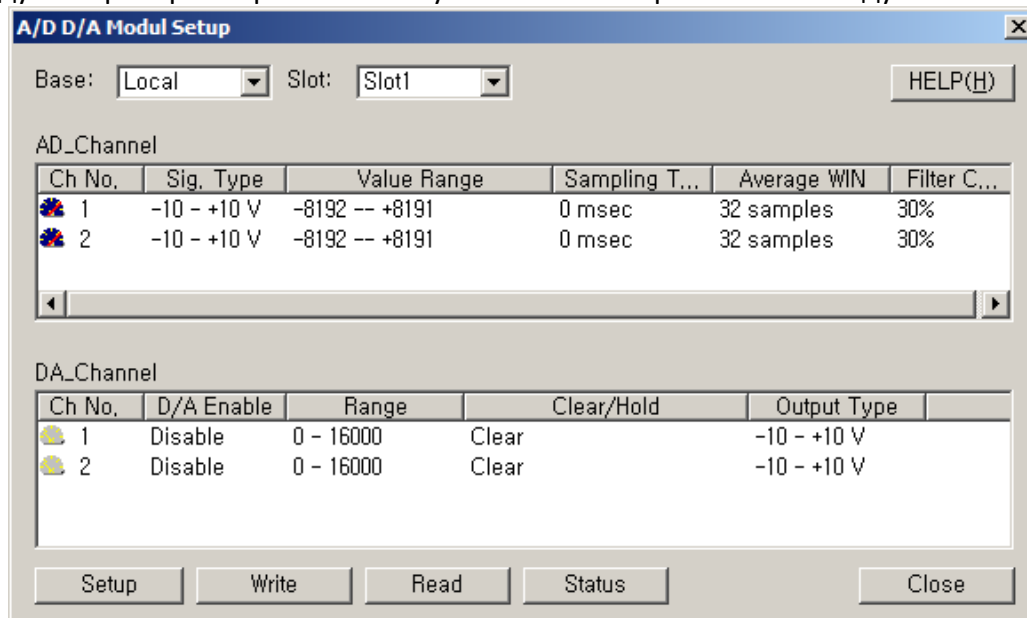 A/D D/A Modul Setup
Base: Local Slot: Slot1 HELP(H)
AD_Channel
Ch No, Sig, Type Value Range Sampling T... Average WIN Filter C...
1 -10 - +10 V -8192 -- +8191 0 msec 32 samples 30%
2 -10 - +10 V -8192 -- +8191 0 msec 32 samples 30%
DA_Channel
Ch No, D/A Enable Range Clear/Hold Output Type
1 Disable 0 - 16000 Clear -10 - +10 V
2 Disable 0 - 16000 Clear -10 - +10 V
Setup Write Read Status Close